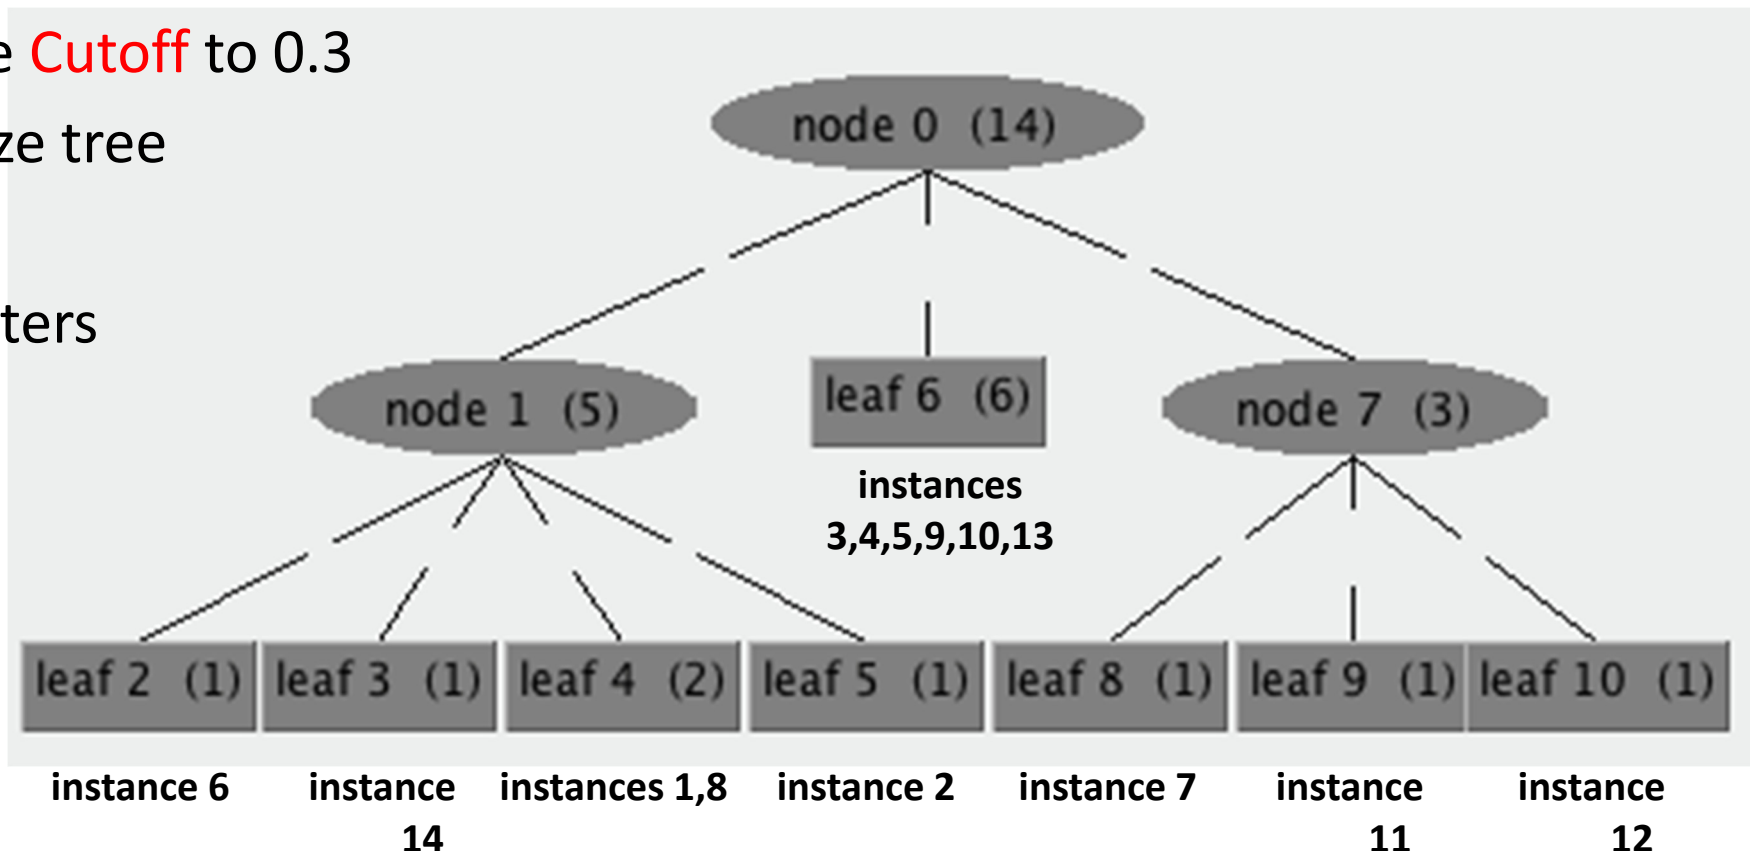 e Cutoff to 0.3
ze tree
ters
node 0 (14)
node 1 (5)
leaf 6 (6)
node 7 (3)
instances
3,4,5,9,10,13
leaf 2 (1)
leaf 3 (1)
leaf 4 (2)
leaf 5 (1)
leaf 8 (1)
leaf 9 (1)
leaf 10 (1)
instance 6
instance
14
instances 1,8
instance 2
instance 7
instance
11
instance
12